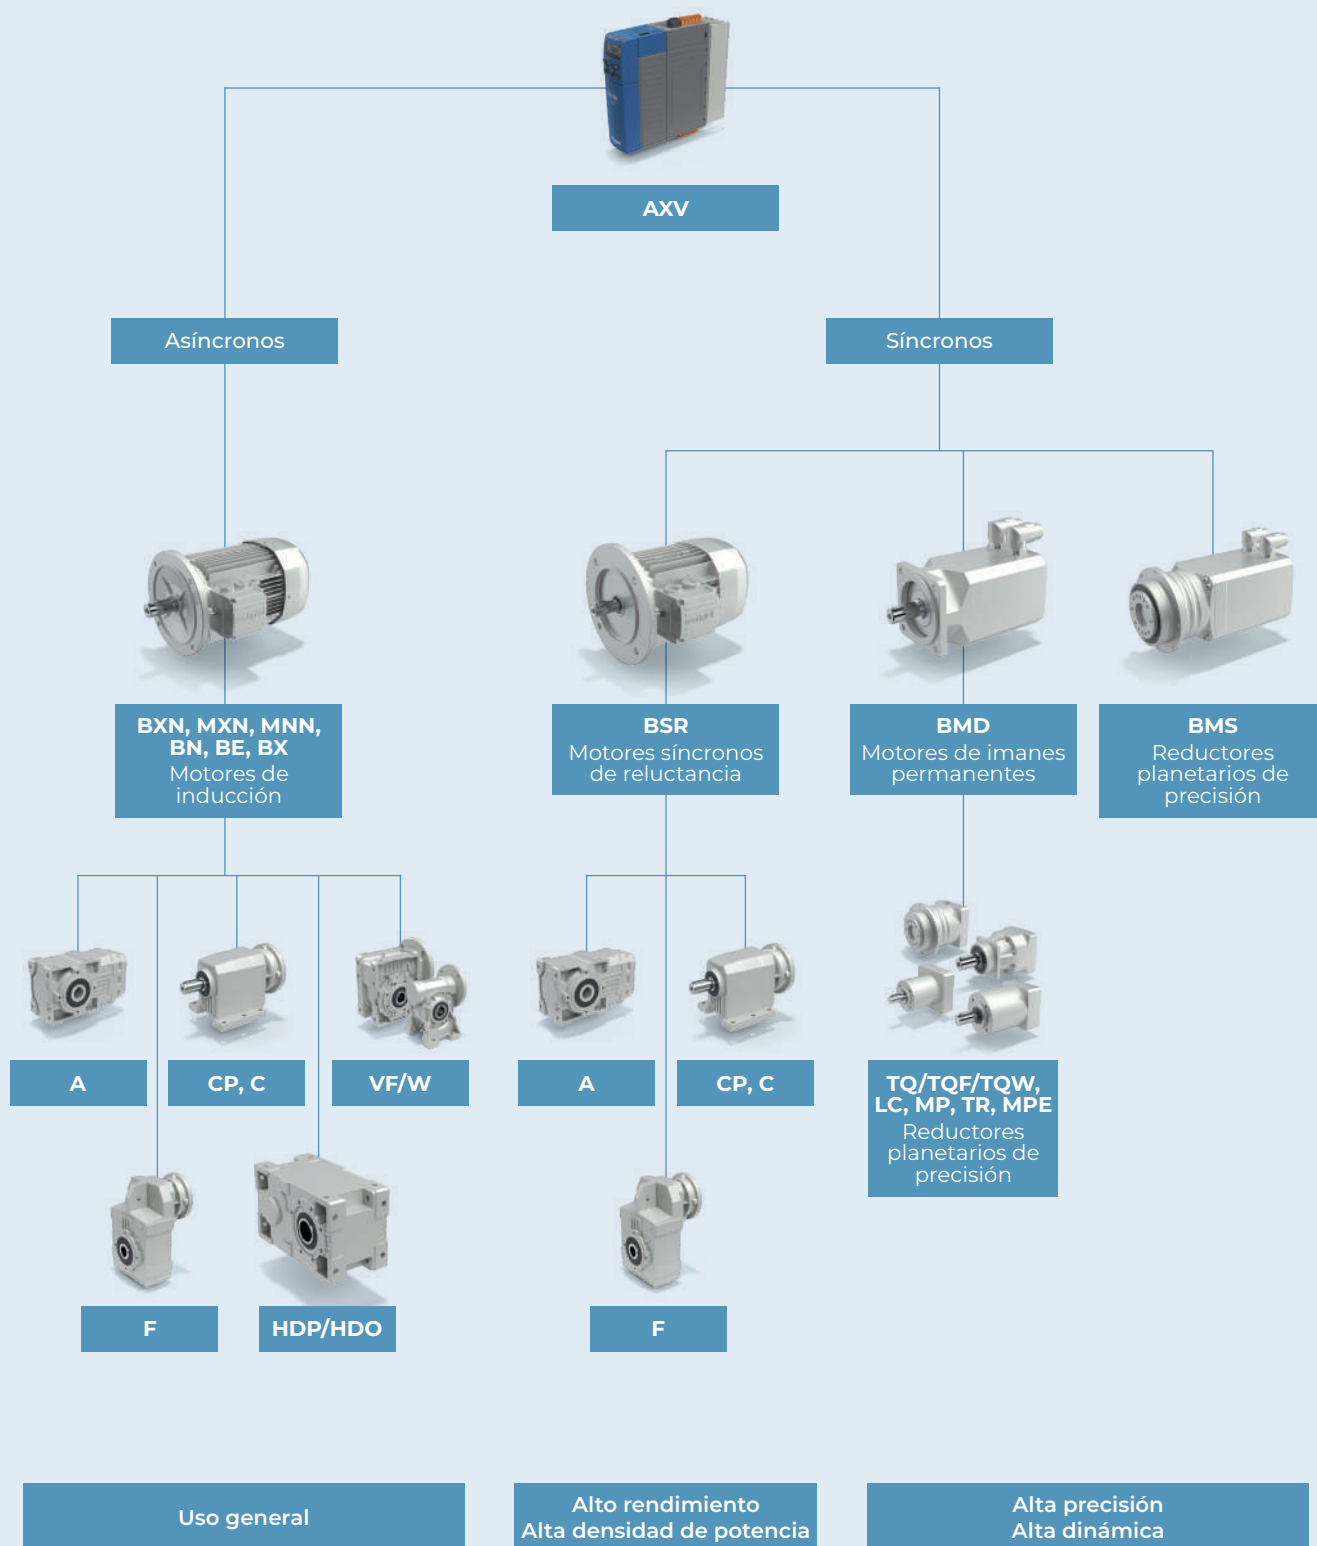 AXV
Asíncronos
Síncronos
BXN, MXN, MNN,
BN, BE, BX
Motores de
inducción
BSR
Motores síncronos
de reluctancia
BMD
Motores de imanes
permanentes
BMS
Reductores
planetarios de
precisión
A
CP, C
VF/W
A
CP, C
TQ/TQF/TQW,
LC, MP, TR, MPE
Reductores
planetarios de
precisión
F
HDP/HDO
F
Uso general
Alto rendimiento
Alta densidad de potencia
Alta precisión
Alta dinámica